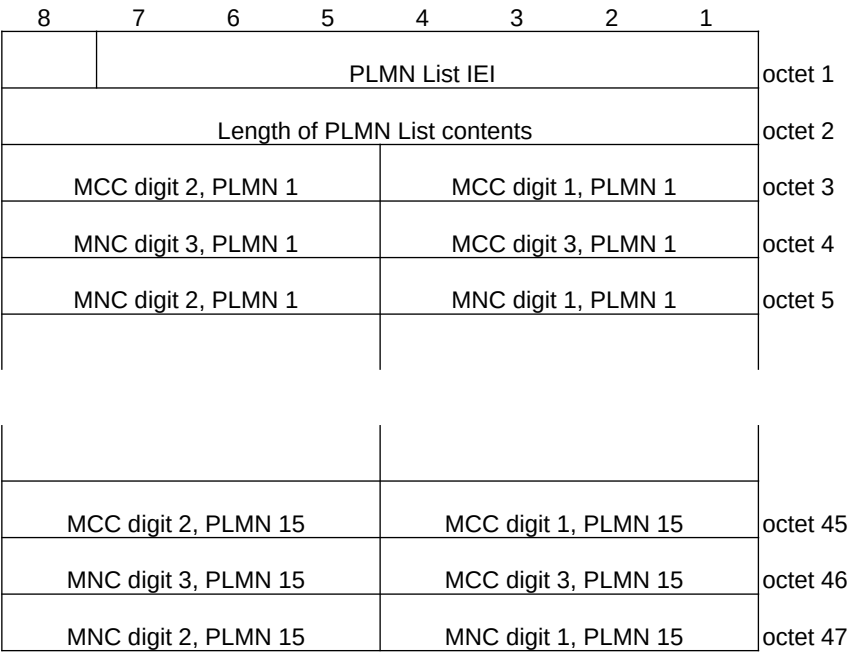 8 7 6 5 4 3 2 1
PLMN List IEI octet 1
Length of PLMN List contents octet 2
MCC digit 2, PLMN 1 MCC digit 1, PLMN 1 octet 3
MNC digit 3, PLMN 1 MCC digit 3, PLMN 1 octet 4
MNC digit 2, PLMN 1 MNC digit 1, PLMN 1 octet 5
MCC digit 2, PLMN 15 MCC digit 1, PLMN 15 octet 45
MNC digit 3, PLMN 15 MCC digit 3, PLMN 15 octet 46
MNC digit 2, PLMN 15 MNC digit 1, PLMN 15 octet 47